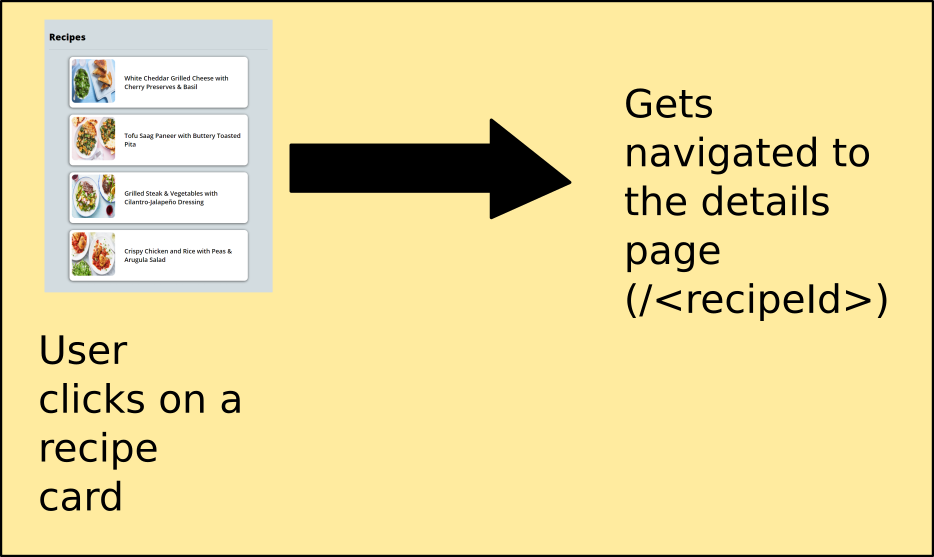 Recipes
White Cheddar Grilled Cheese with
Cherry Preserves & Basil
Tofu Saag Paneer with Buttery Toasted
Pita
Grilled Steak & Vegetables with
Cilantro-Jalapeño Dressing
Crispy Chicken and Rice with Peas &
Arugula Salad
User
clicks on a
recipe
card
Gets
navigated to
the details
page
(/<recipeId>)